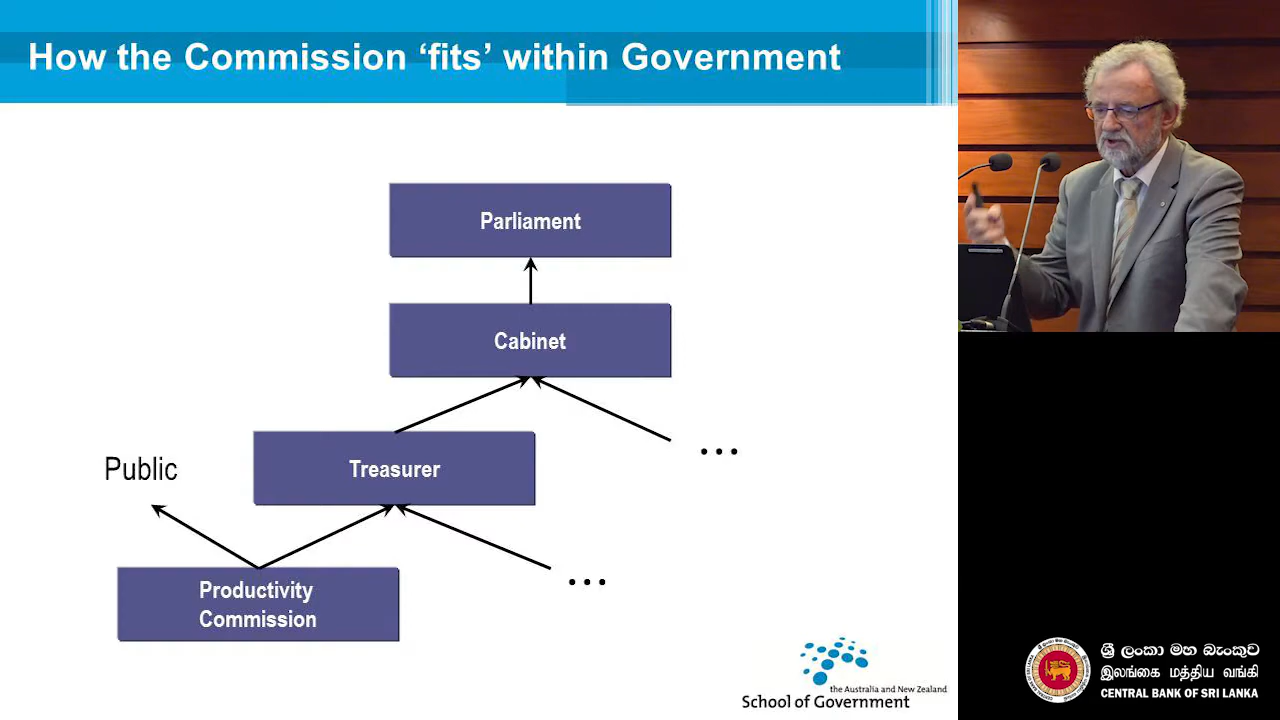 How the Commission ‘fits’ within Government
Parliament
Cabinet
...
Public
Treasurer
...
Productivity
Commission
the Australia and New Zealand
School of Government
ශ්‍රී ලංකා මහ බැංකුව
இலங்கை மத்திய வங்கி
CENTRAL BANK OF SRI LANKA